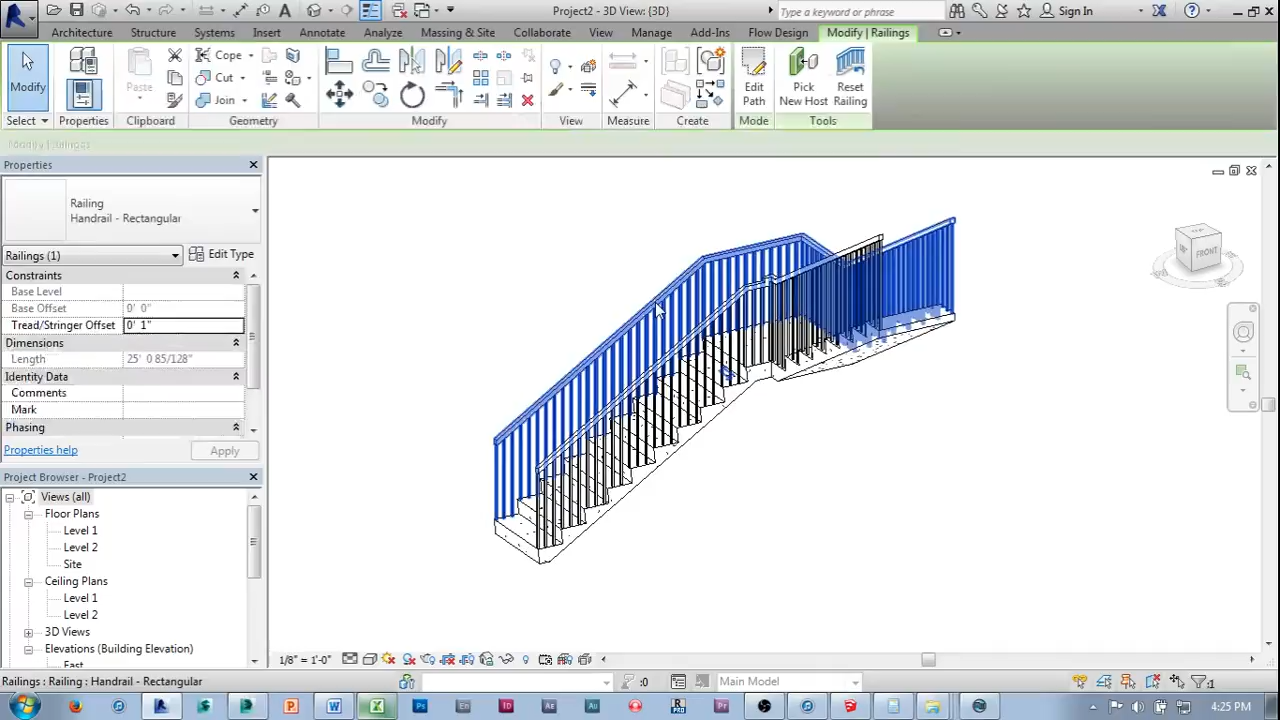 Project2 - 3D View: {3D}
Type a keyword or phrase
Sign In
Architecture Structure Systems Insert Annotate Analyze Massing & Site Collaborate View Manage Add-Ins Flow Design Modify | Railings
Modify
Paste
Cope
Cut
Join
Edit Path
Pick New Host
Reset Railing
Select Properties Clipboard Geometry Modify View Measure Create Mode Tools
Properties
Railing
Handrail - Rectangular
Railings (1) Edit Type
Constraints
Base Level
Base Offset 0' 0"
Tread/Stringer Offset 0' 1"
Dimensions
Length 25' 0 85/128"
Identity Data
Comments
Mark
Phasing
Properties help Apply
Project Browser - Project2
Views (all)
Floor Plans
Level 1
Level 2
Site
Ceiling Plans
Level 1
Level 2
3D Views
Elevations (Building Elevation)
East
FRONT
1/8" = 1'-0"
Railings : Railing : Handrail - Rectangular
:0
Main Model
:1
4:25 PM